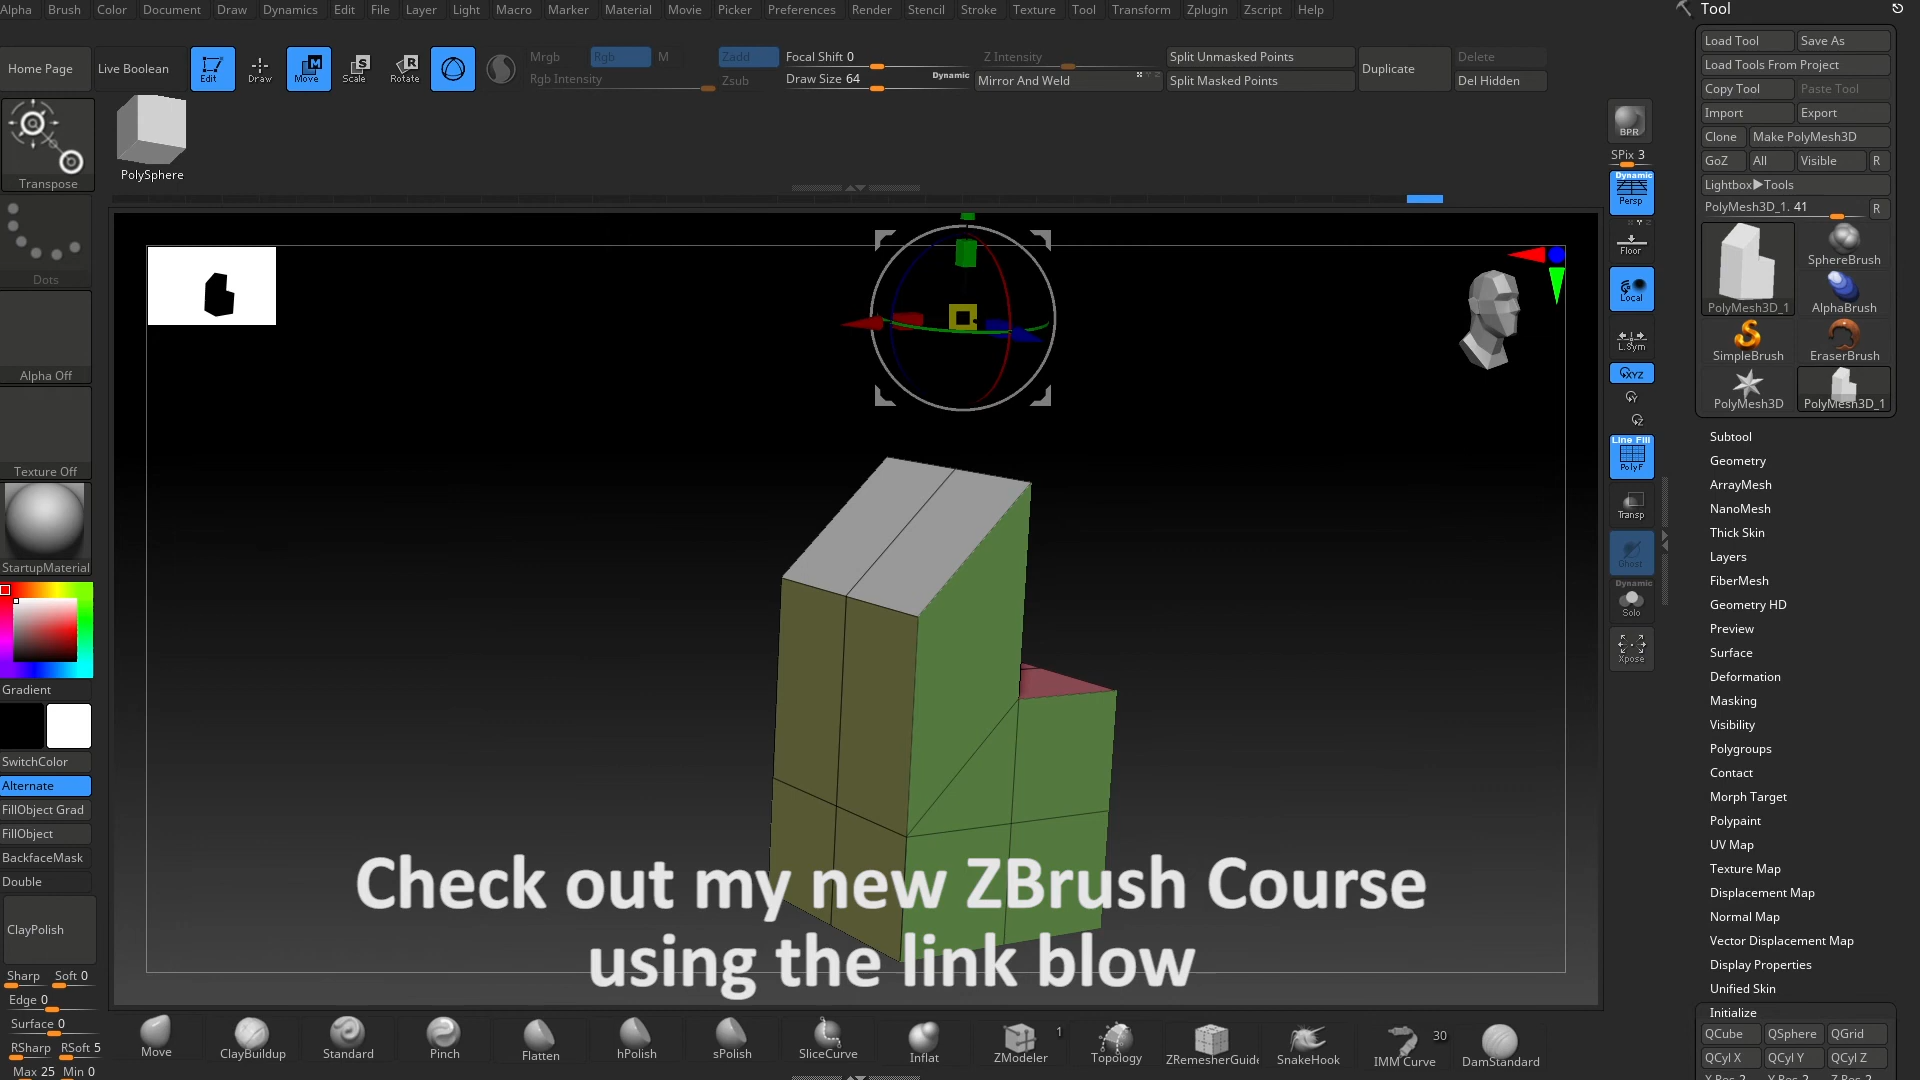 Alpha Brush Color Document Draw Dynamics Edit File Layer Light Macro Marker Material Movie Picker Preferences Render Stencil Stroke Texture Tool Transform Zplugin Zscript Help
Tool
Home Page
Live Boolean
Edit
Draw
Move
Scale
Rotate
Mrgb Rgb M
Rgb Intensity
Zadd
Zsub
Focal Shift 0
Draw Size 64
Dynamic
Z Intensity
Mirror And Weld
Split Unmasked Points
Split Masked Points
Duplicate
Delete
Del Hidden
Transpose
PolySphere
Dots
Alpha Off
Texture Off
StartupMaterial
Gradient
SwitchColor
Alternate
FillObject Grad
FillObject
BackfaceMask
Double
ClayPolish
Sharp Soft 0
Edge 0
Surface 0
RSharp RSoft 5
Max 25 Min 0
Check out my new ZBrush Course
using the link blow
Move
ClayBuildup
Standard
Pinch
Flatten
hPolish
sPolish
SliceCurve
Inflat
ZModeler
1
Topology
ZRemesherGuide
SnakeHook
IMM Curve
30
DamStandard
BPR
SPix 3
Dynamic
Persp
Floor
Local
L.Sym
XYZ
Y
Z
Line Fill
PolyF
Transp
Ghost
Dynamic
Solo
Xpose
Load Tool Save As
Load Tools From Project
Copy Tool Paste Tool
Import Export
Clone Make PolyMesh3D
GoZ All Visible R
Lightbox▶Tools
PolyMesh3D_1. 41 R
PolyMesh3D_1
SphereBrush
AlphaBrush
SimpleBrush
EraserBrush
PolyMesh3D
PolyMesh3D_1
Subtool
Geometry
ArrayMesh
NanoMesh
Thick Skin
Layers
FiberMesh
Geometry HD
Preview
Surface
Deformation
Masking
Visibility
Polygroups
Contact
Morph Target
Polypaint
UV Map
Texture Map
Displacement Map
Normal Map
Vector Displacement Map
Display Properties
Unified Skin
Initialize
QCube QSphere QGrid
QCyl X QCyl Y QCyl Z
X Res 2 Y Res 2 Z Res 2